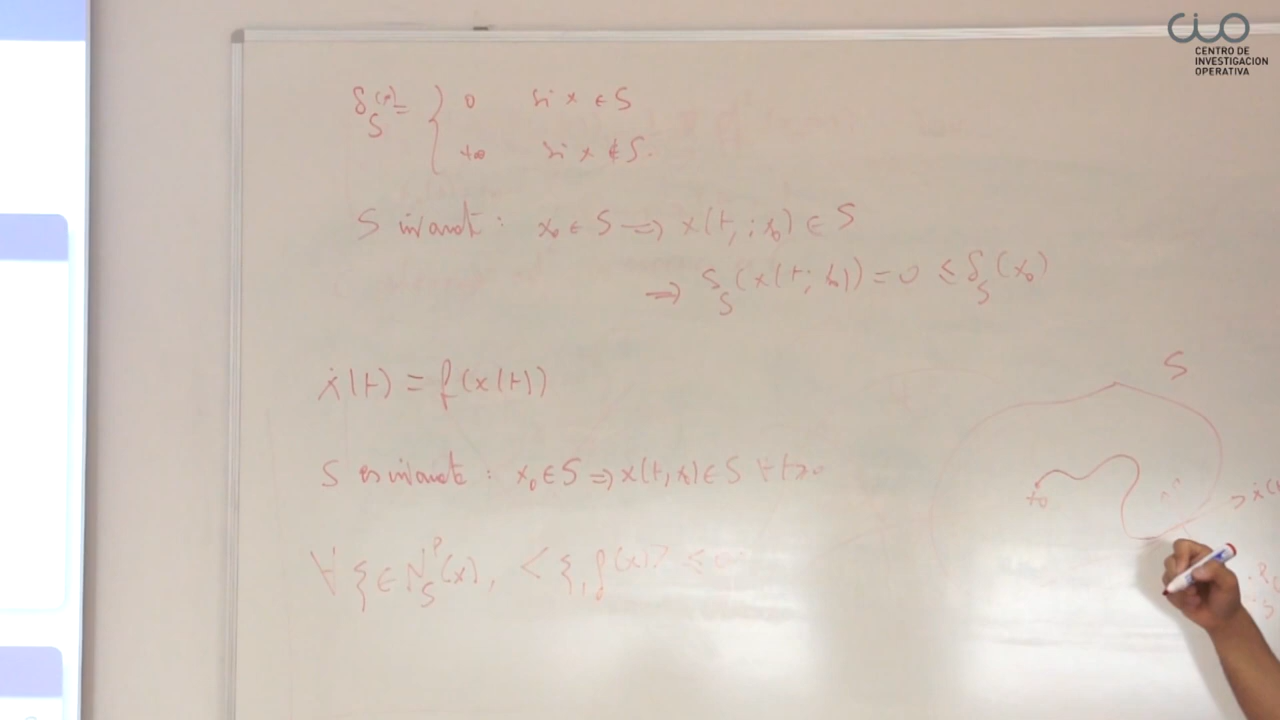 CIO
CENTRO DE
INVESTIGACION
OPERATIVA
δ_S(x) = { 0 si x ∈ S
+∞ si x ∉ S.
S invariante : x₀ ∈ S ⟹ x(t, ; x₀) ∈ S
⟹ δ_S(x(t; x₀)) = 0 ≤ δ_S(x₀)
ẋ(t) = f(x(t))
S es invariante : x₀ ∈ S ⟹ x(t, x₀) ∈ S ∀ t ≥ 0
∀ ξ ∈ N_S^P(x), < ξ, f(x) > ≤ 0
S
x₀